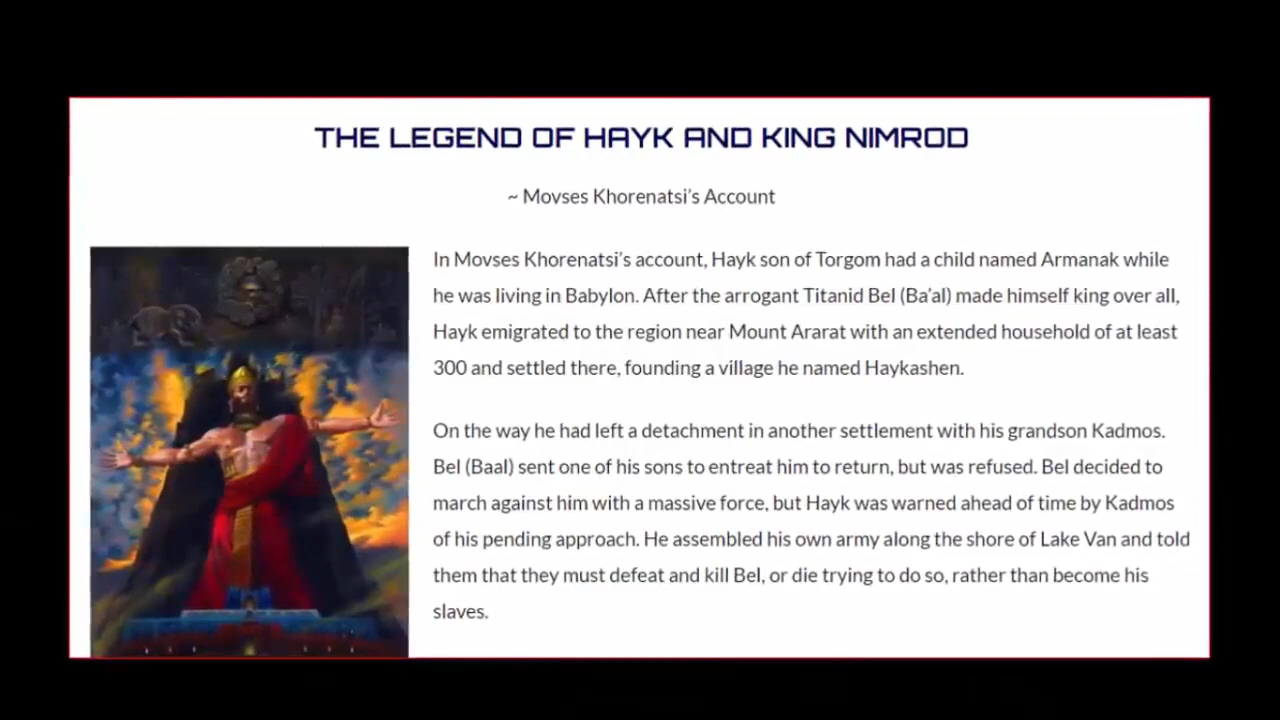 THE LEGEND OF HAYK AND KING NIMROD
~ Movses Khorenatsi's Account
In Movses Khorenatsi's account, Hayk son of Torgom had a child named Armanak while
he was living in Babylon. After the arrogant Titanid Bel (Ba'al) made himself king over all,
Hayk emigrated to the region near Mount Ararat with an extended household of at least
300 and settled there, founding a village he named Haykashen.
On the way he had left a detachment in another settlement with his grandson Kadmos.
Bel (Baal) sent one of his sons to entreat him to return, but was refused. Bel decided to
march against him with a massive force, but Hayk was warned ahead of time by Kadmos
of his pending approach. He assembled his own army along the shore of Lake Van and told
them that they must defeat and kill Bel, or die trying to do so, rather than become his
slaves.